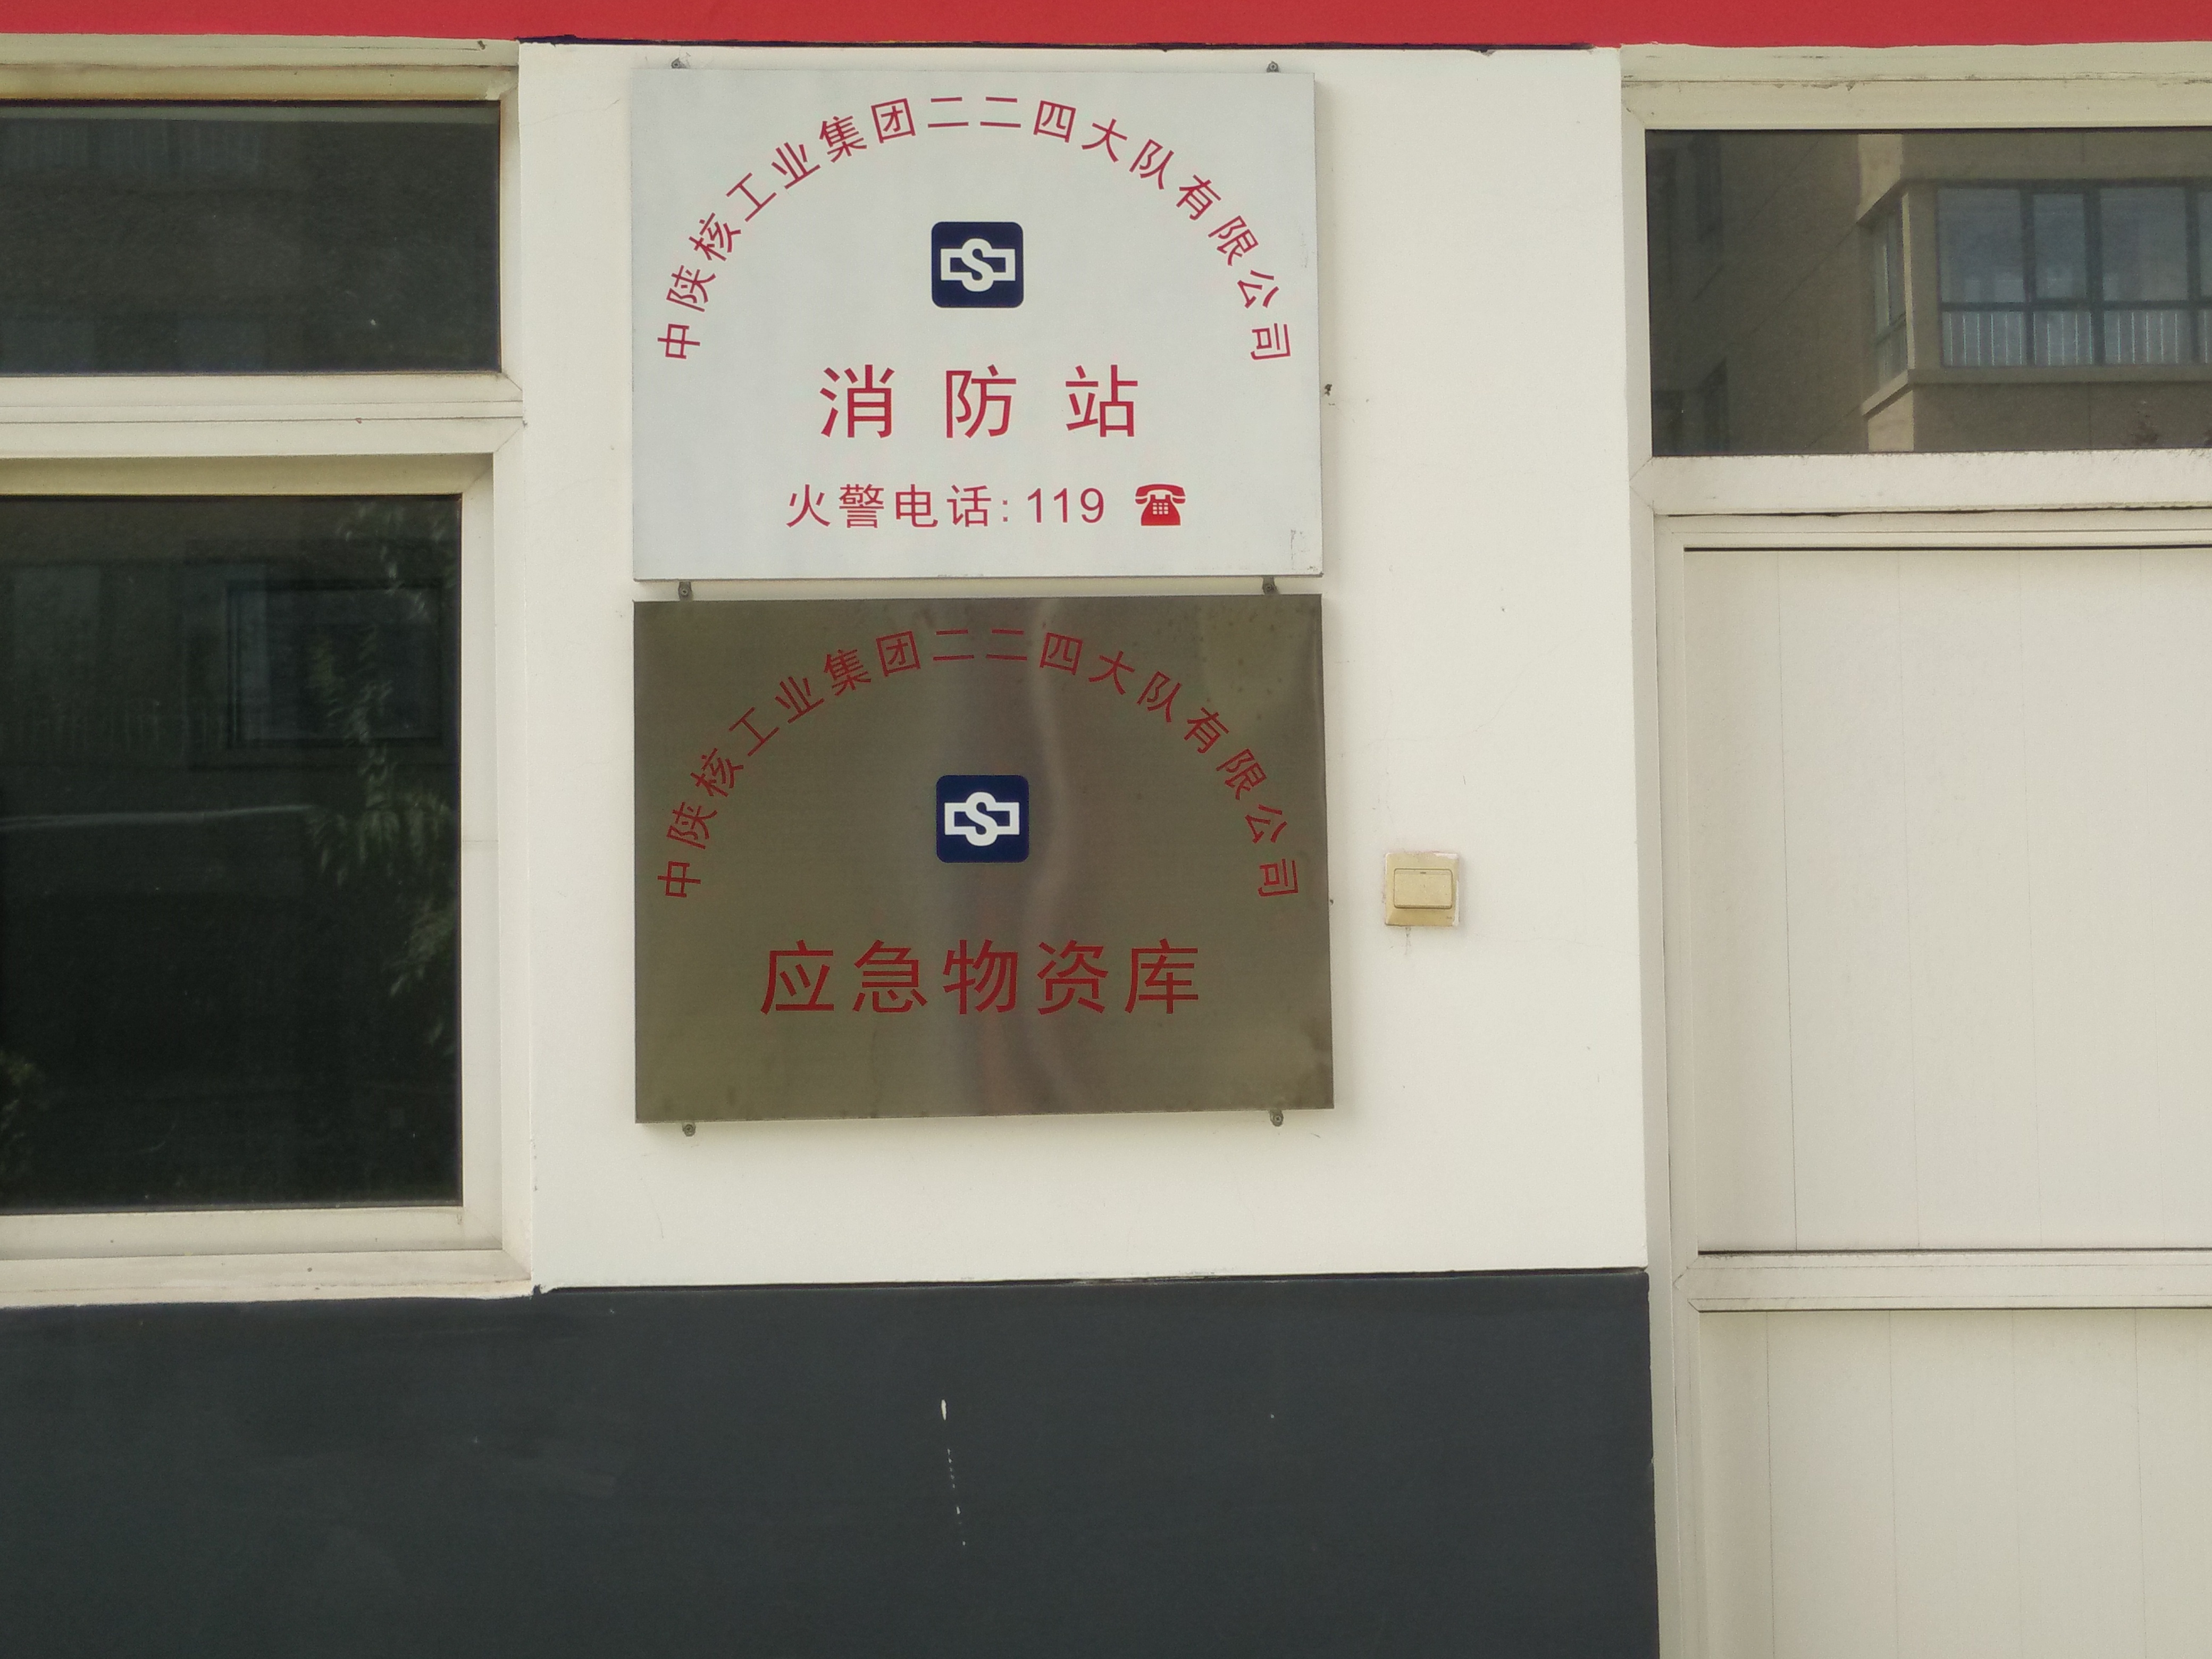 中陕核工业集团二二四大队有限公司
消防站
火警电话: 119
中陕核工业集团二二四大队有限公司
应急物资库